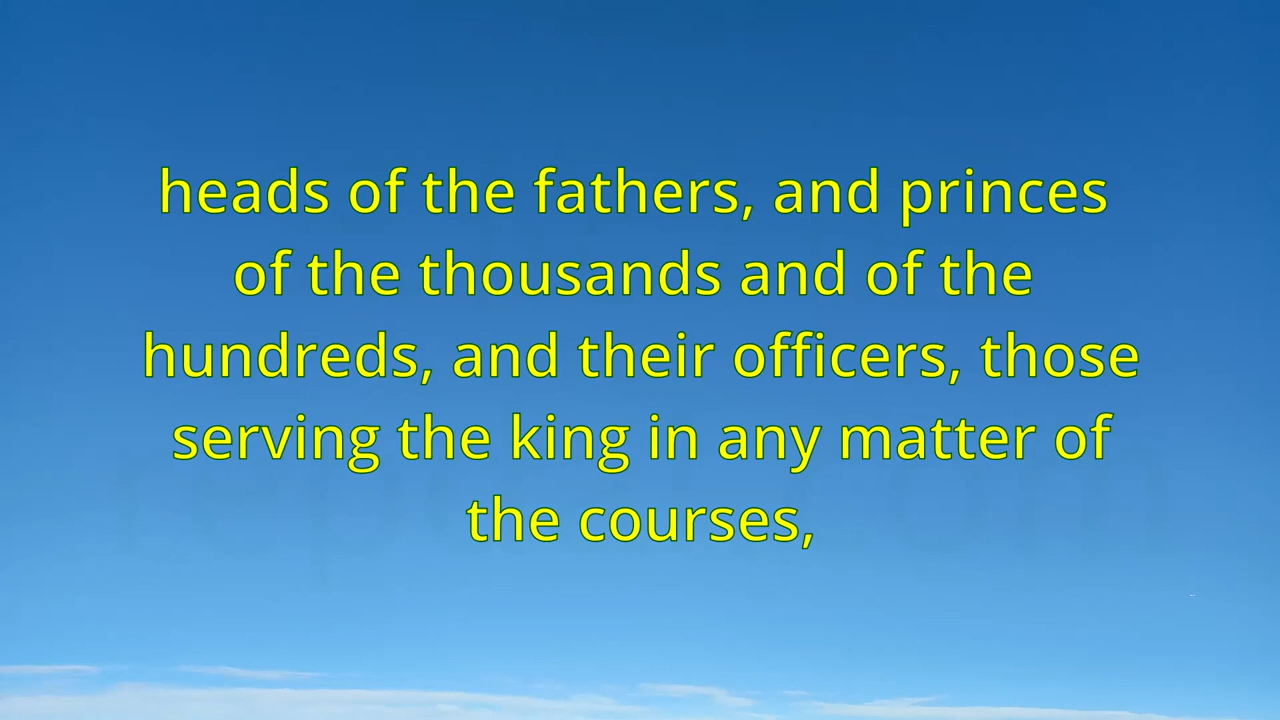 heads of the fathers, and princes
of the thousands and of the
hundreds, and their officers, those
serving the king in any matter of
the courses,